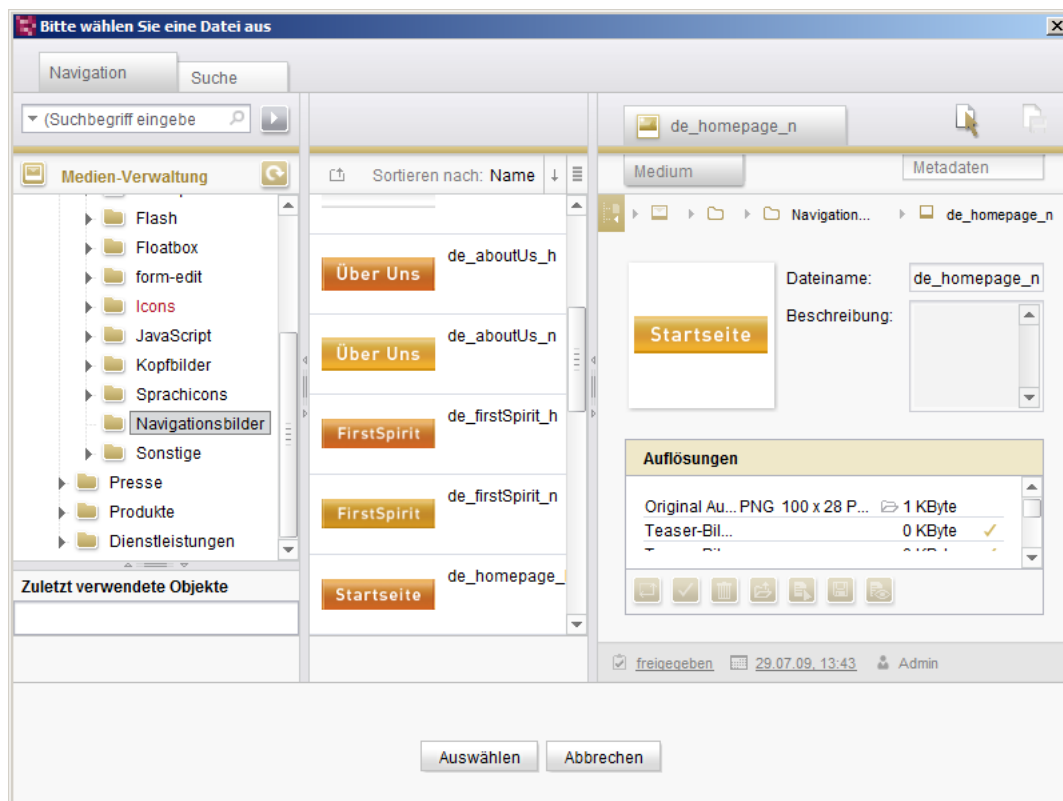 Bitte wählen Sie eine Datei aus
Navigation
Suche
(Suchbegriff eingebe
Medien-Verwaltung
Flash
Floatbox
form-edit
Icons
JavaScript
Kopfbilder
Sprachicons
Navigationsbilder
Sonstige
Presse
Produkte
Dienstleistungen
Zuletzt verwendete Objekte
Sortieren nach: Name
Über Uns
de_aboutUs_h
Über Uns
de_aboutUs_n
FirstSpirit
de_firstSpirit_h
FirstSpirit
de_firstSpirit_n
Startseite
de_homepage_
de_homepage_n
Medium
Metadaten
Navigation... de_homepage_n
Startseite
Dateiname: de_homepage_n
Beschreibung:
Auflösungen
Original Au... PNG 100 x 28 P... 1 KByte
Teaser-Bil... 0 KByte
freigegeben 29.07.09, 13:43 Admin
Auswählen Abbrechen